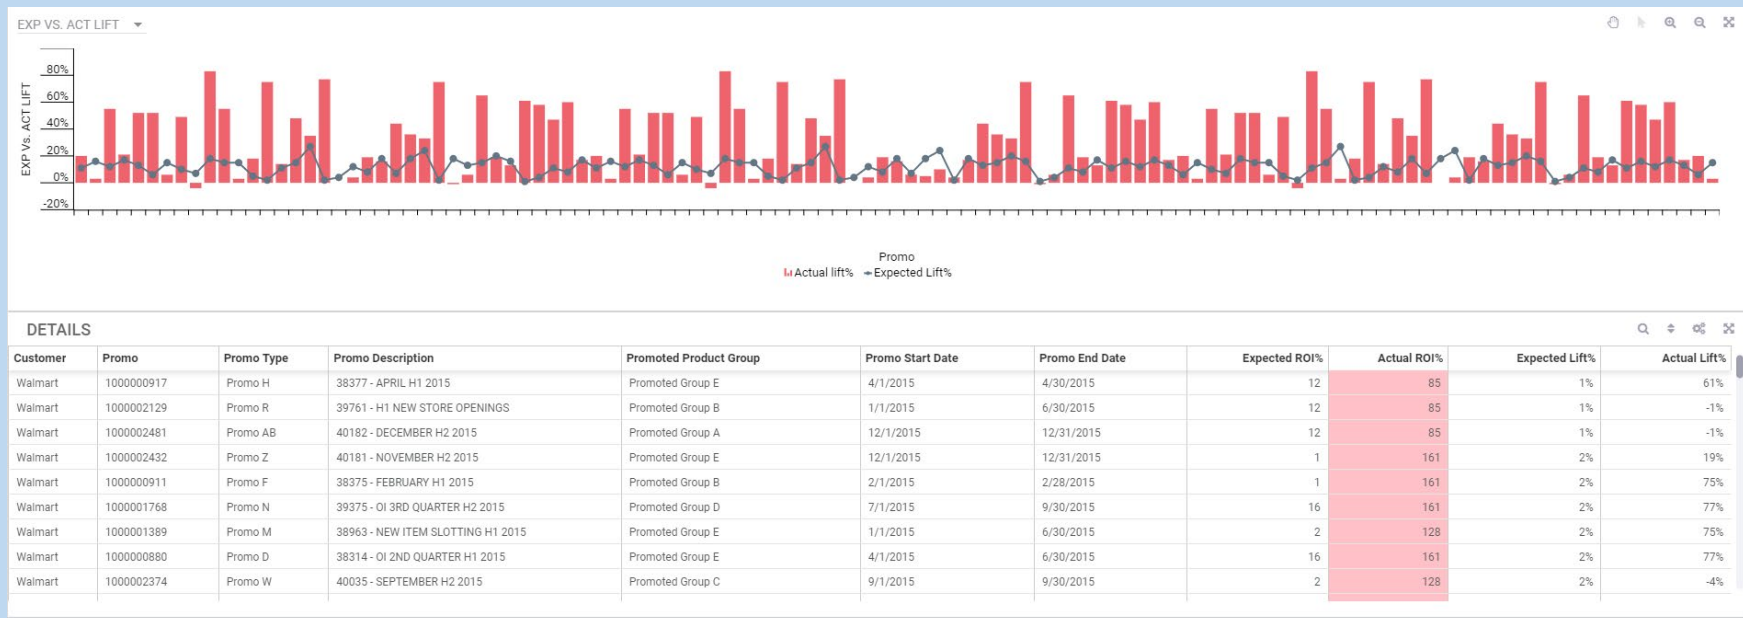 EXP VS. ACT LIFT
EXP Vs. ACT LIFT
80%
60%
40%
20%
0%
-20%
Promo
Actual lift% Expected Lift%
DETAILS
Customer Promo Promo Type Promo Description Promoted Product Group Promo Start Date Promo End Date Expected ROI% Actual ROI% Expected Lift% Actual Lift%
Walmart 1000000917 Promo H 38377 - APRIL H1 2015 Promoted Group E 4/1/2015 4/30/2015 12 85 1% 61%
Walmart 1000002129 Promo R 39761 - H1 NEW STORE OPENINGS Promoted Group B 1/1/2015 6/30/2015 12 85 1% -1%
Walmart 1000002481 Promo AB 40182 - DECEMBER H2 2015 Promoted Group A 12/1/2015 12/31/2015 12 85 1% -1%
Walmart 1000002432 Promo Z 40181 - NOVEMBER H2 2015 Promoted Group E 12/1/2015 12/31/2015 1 161 2% 19%
Walmart 1000000911 Promo F 38375 - FEBRUARY H1 2015 Promoted Group B 2/1/2015 2/28/2015 1 161 2% 75%
Walmart 1000001768 Promo N 39375 - OI 3RD QUARTER H2 2015 Promoted Group D 7/1/2015 9/30/2015 16 161 2% 77%
Walmart 1000001389 Promo M 38963 - NEW ITEM SLOTTING H1 2015 Promoted Group E 1/1/2015 6/30/2015 2 128 2% 75%
Walmart 1000000880 Promo D 38314 - OI 2ND QUARTER H1 2015 Promoted Group E 4/1/2015 6/30/2015 16 161 2% 77%
Walmart 1000002374 Promo W 40035 - SEPTEMBER H2 2015 Promoted Group C 9/1/2015 9/30/2015 2 128 2% -4%